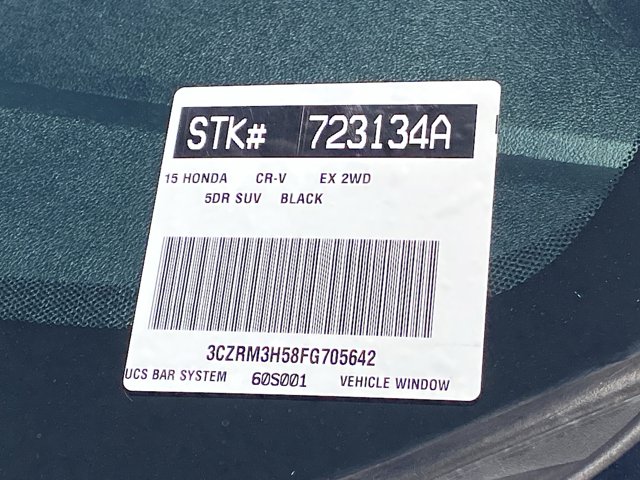 STK# 723134A
15 HONDA CR-V EX 2WD
5DR SUV BLACK
3CZRM3H58FG705642
UCS BAR SYSTEM 60S001 VEHICLE WINDOW